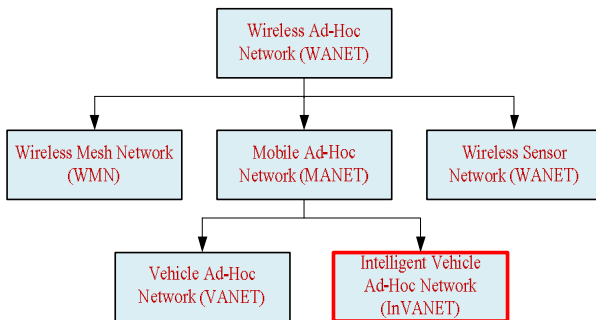 Wireless Ad-Hoc
Network (WANET)
Wireless Mesh Network
(WMN)
Mobile Ad-Hoc
Network (MANET)
Wireless Sensor
Network (WANET)
Vehicle Ad-Hoc
Network (VANET)
Intelligent Vehicle
Ad-Hoc Network
(InVANET)